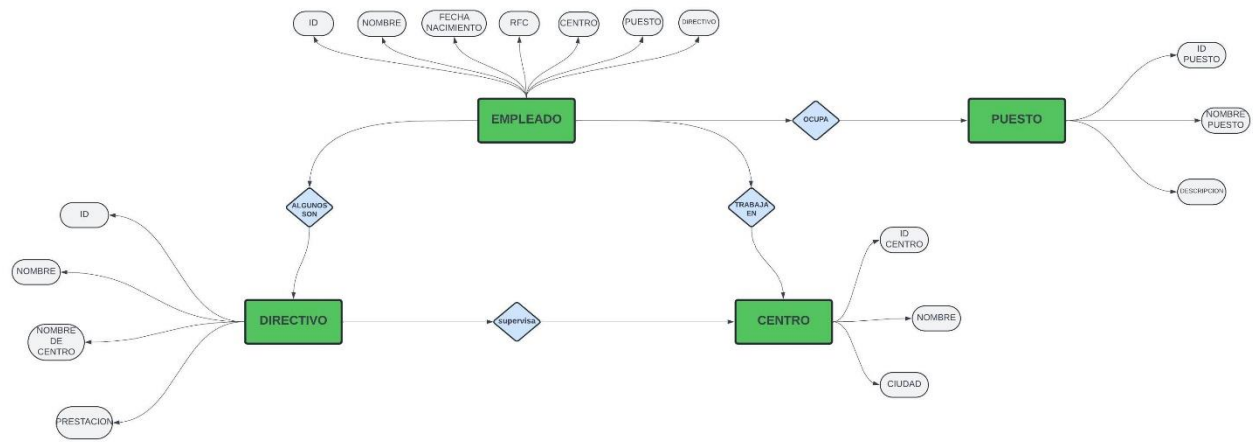 ID
NOMBRE
FECHA
NACIMIENTO
RFC
CENTRO
PUESTO
DIRECTIVO
ID
PUESTO
EMPLEADO
OCUPA
PUESTO
NOMBRE
PUESTO
DESCRIPCION
ALGUNOS
SON
TRABAJA
EN
ID
ID
CENTRO
NOMBRE
DIRECTIVO
supervisa
CENTRO
NOMBRE
NOMBRE
DE
CENTRO
CIUDAD
PRESTACION